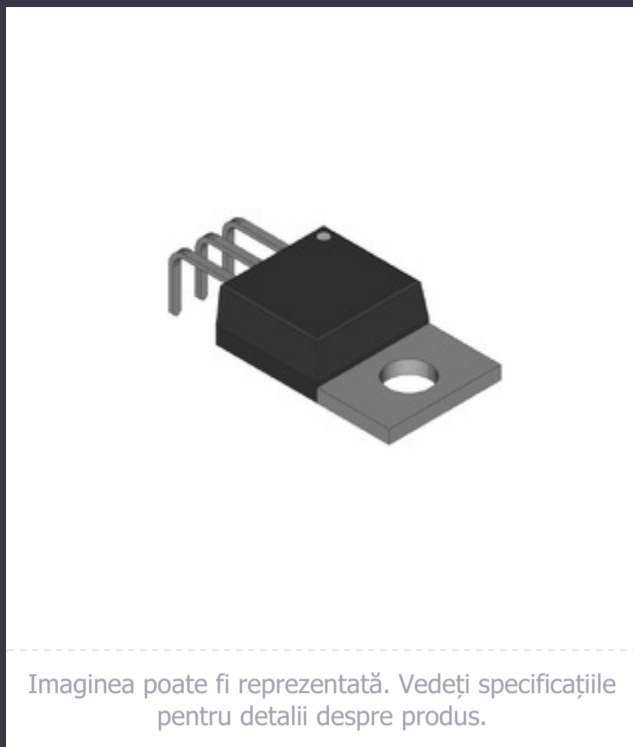 Imaginea poate fi reprezentată. Vedeți specificațiile
pentru detalii despre produs.